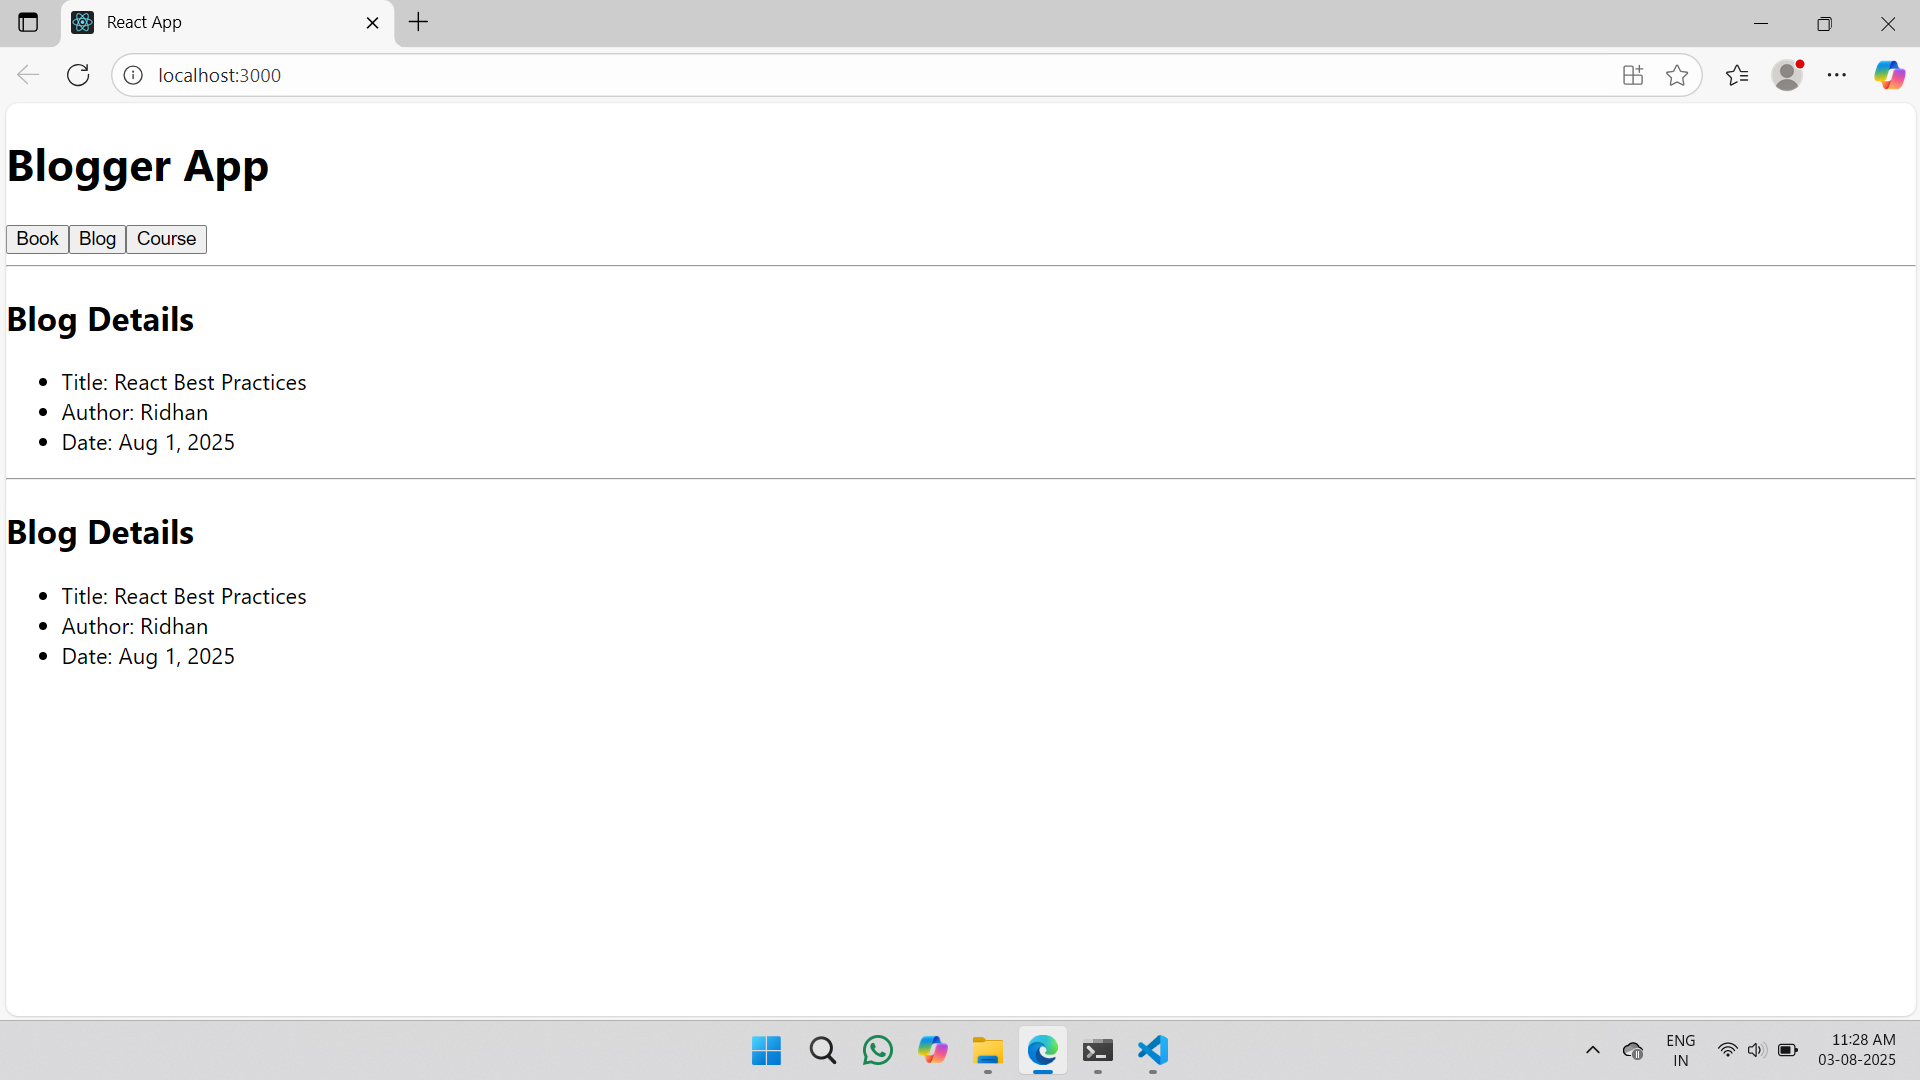 React App
localhost:3000
Blogger App
Book Blog Course
Blog Details
Title: React Best Practices
Author: Ridhan
Date: Aug 1, 2025
Blog Details
Title: React Best Practices
Author: Ridhan
Date: Aug 1, 2025
ENG
IN
11:28 AM
03-08-2025